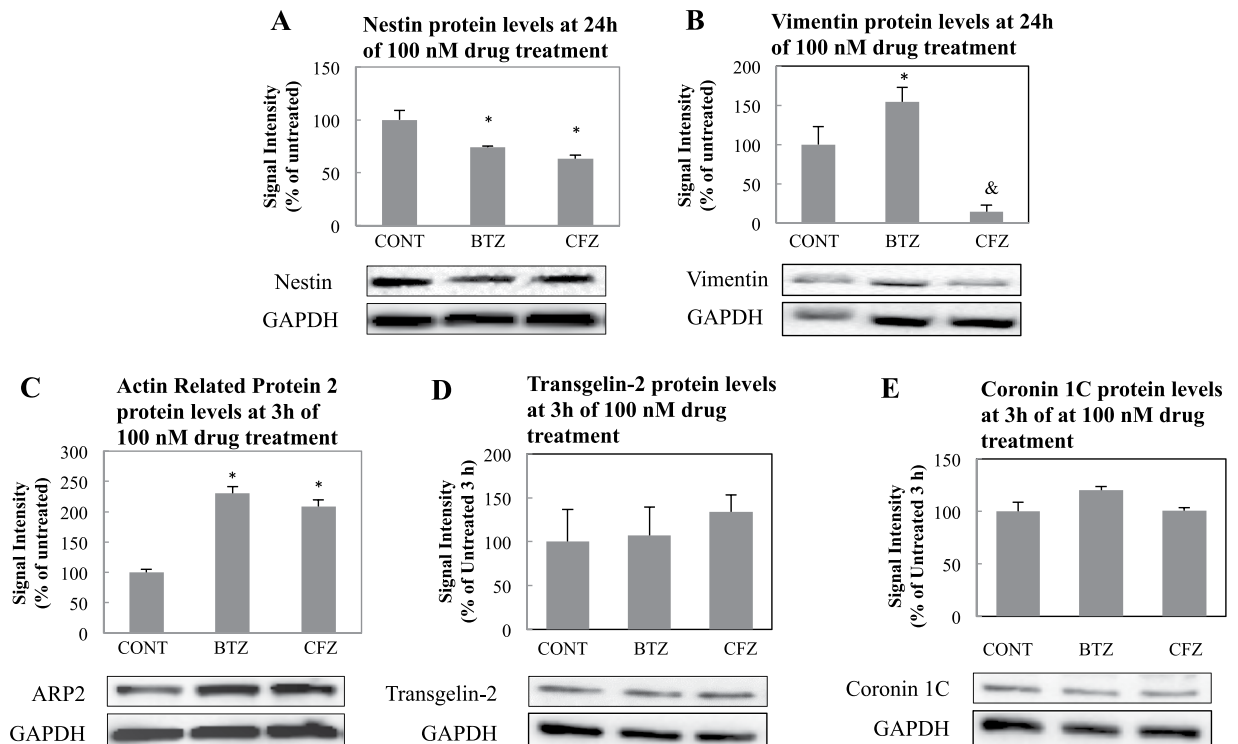 A
Nestin protein levels at 24h
of 100 nM drug treatment
Signal Intensity
(% of untreated)
150
100
50
0
*
*
CONT BTZ CFZ
Nestin
GAPDH
B
Vimentin protein levels at 24h
of 100 nM drug treatment
Signal Intensity
(% of untreated)
200
150
100
50
0
*
&
CONT BTZ CFZ
Vimentin
GAPDH
C
Actin Related Protein 2
protein levels at 3h of
100 nM drug treatment
Signal Intensity
(% of untreated)
300
250
200
150
100
50
0
*
*
CONT BTZ CFZ
ARP2
GAPDH
D
Transgelin-2 protein levels
at 3h of 100 nM drug
treatment
Signal Intensity
(% of Untreated 3 h)
200
150
100
50
0
CONT BTZ CFZ
Transgelin-2
GAPDH
E
Coronin 1C protein levels
at 3h of at 100 nM drug
treatment
Signal Intensity
(% of Untreated 3 h)
150
100
50
0
CONT BTZ CFZ
Coronin 1C
GAPDH